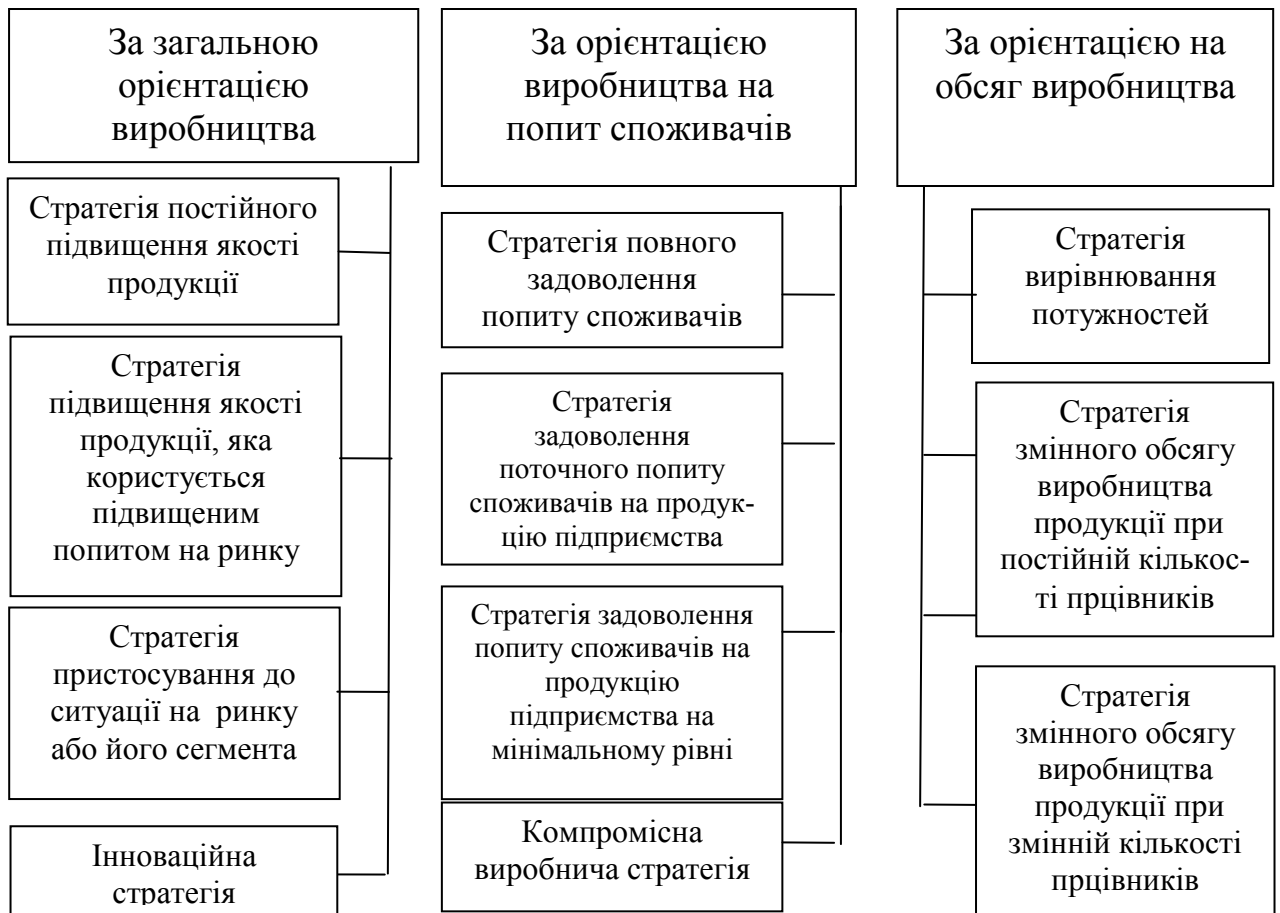 За загальною
орієнтацією
виробництва
Стратегія постійного
підвищення якості
продукції
Стратегія
підвищення якості
продукції, яка
користується
підвищеним
попитом на ринку
Стратегія
пристосування до
ситуації на ринку
або його сегмента
Інноваційна
стратегія
За орієнтацією
виробництва на
попит споживачів
Стратегія повного
задоволення
попиту споживачів
Стратегія
задоволення
поточного попиту
споживачів на продук-
цію підприємства
Стратегія задоволення
попиту споживачів на
продукцію
підприємства на
мінімальному рівні
Компромісна
виробнича стратегія
За орієнтацією на
обсяг виробництва
Стратегія
вирівнювання
потужностей
Стратегія
змінного обсягу
виробництва
продукції при
постійній кількос-
ті прцівників
Стратегія
змінного обсягу
виробництва
продукції при
змінній кількості
прцівників